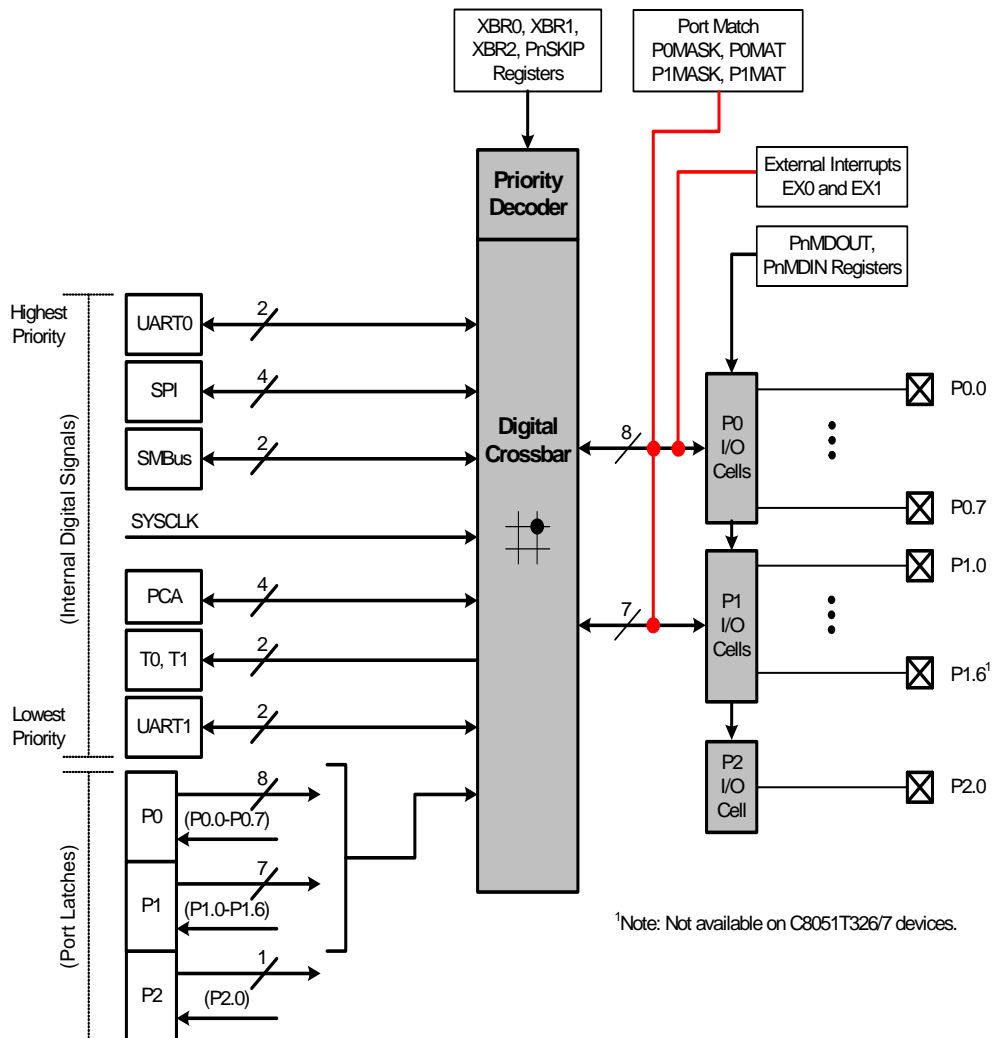 XBR0, XBR1,
XBR2, PnSKIP
Registers
Port Match
P0MASK, P0MAT
P1MASK, P1MAT
External Interrupts
EX0 and EX1
PnMDOUT,
PnMDIN Registers
Priority
Decoder
Digital
Crossbar
Highest
Priority
(Internal Digital Signals)
Lowest
Priority
UART0
2
SPI
4
SMBus
2
SYSCLK
PCA
4
T0, T1
2
UART1
2
(Port Latches)
P0
8
(P0.0-P0.7)
P1
7
(P1.0-P1.6)
P2
1
(P2.0)
8
7
P0
I/O
Cells
P0.0
P0.7
P1
I/O
Cells
P1.0
P1.6¹
P2
I/O
Cell
P2.0
¹Note: Not available on C8051T326/7 devices.